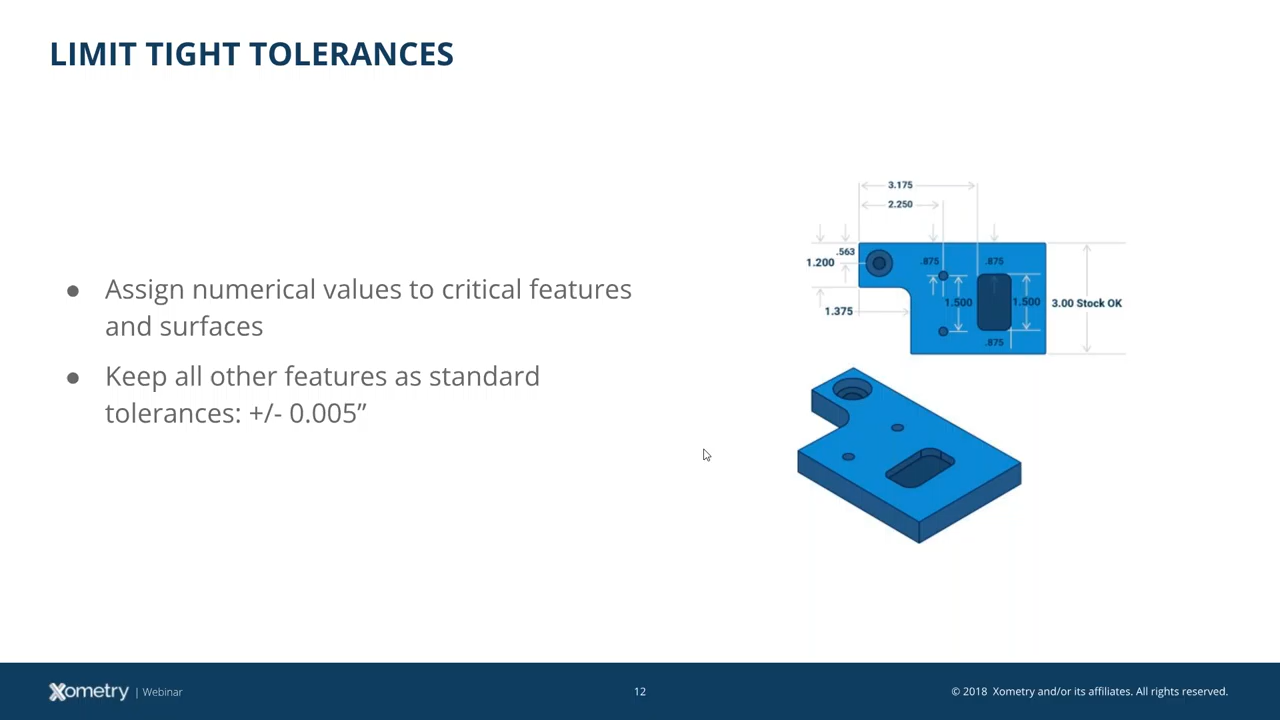 LIMIT TIGHT TOLERANCES
● Assign numerical values to critical features
and surfaces
● Keep all other features as standard
tolerances: +/- 0.005”
3.175
2.250
.563
1.200
.875
.875
1.500
1.500
3.00 Stock OK
1.375
.875
Xometry | Webinar
12
© 2018 Xometry and/or its affiliates. All rights reserved.